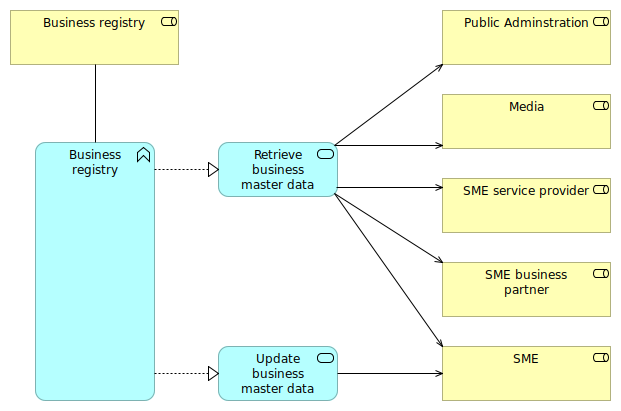 Business registry
Public Adminstration
Media
Business
registry
Retrieve
business
master data
SME service provider
SME business
partner
Update
business
master data
SME